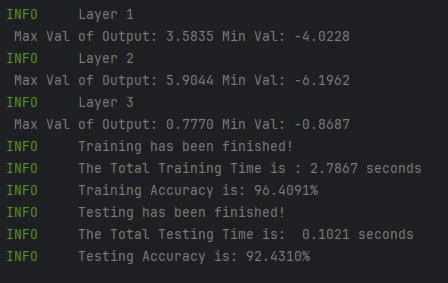 INFO     Layer 1
 Max Val of Output: 3.5835 Min Val: -4.0228
INFO     Layer 2
 Max Val of Output: 5.9044 Min Val: -6.1962
INFO     Layer 3
 Max Val of Output: 0.7770 Min Val: -0.8687
INFO     Training has been finished!
INFO     The Total Training Time is : 2.7867 seconds
INFO     Training Accuracy is: 96.4091%
INFO     Testing has been finished!
INFO     The Total Testing Time is:  0.1021 seconds
INFO     Testing Accuracy is: 92.4310%